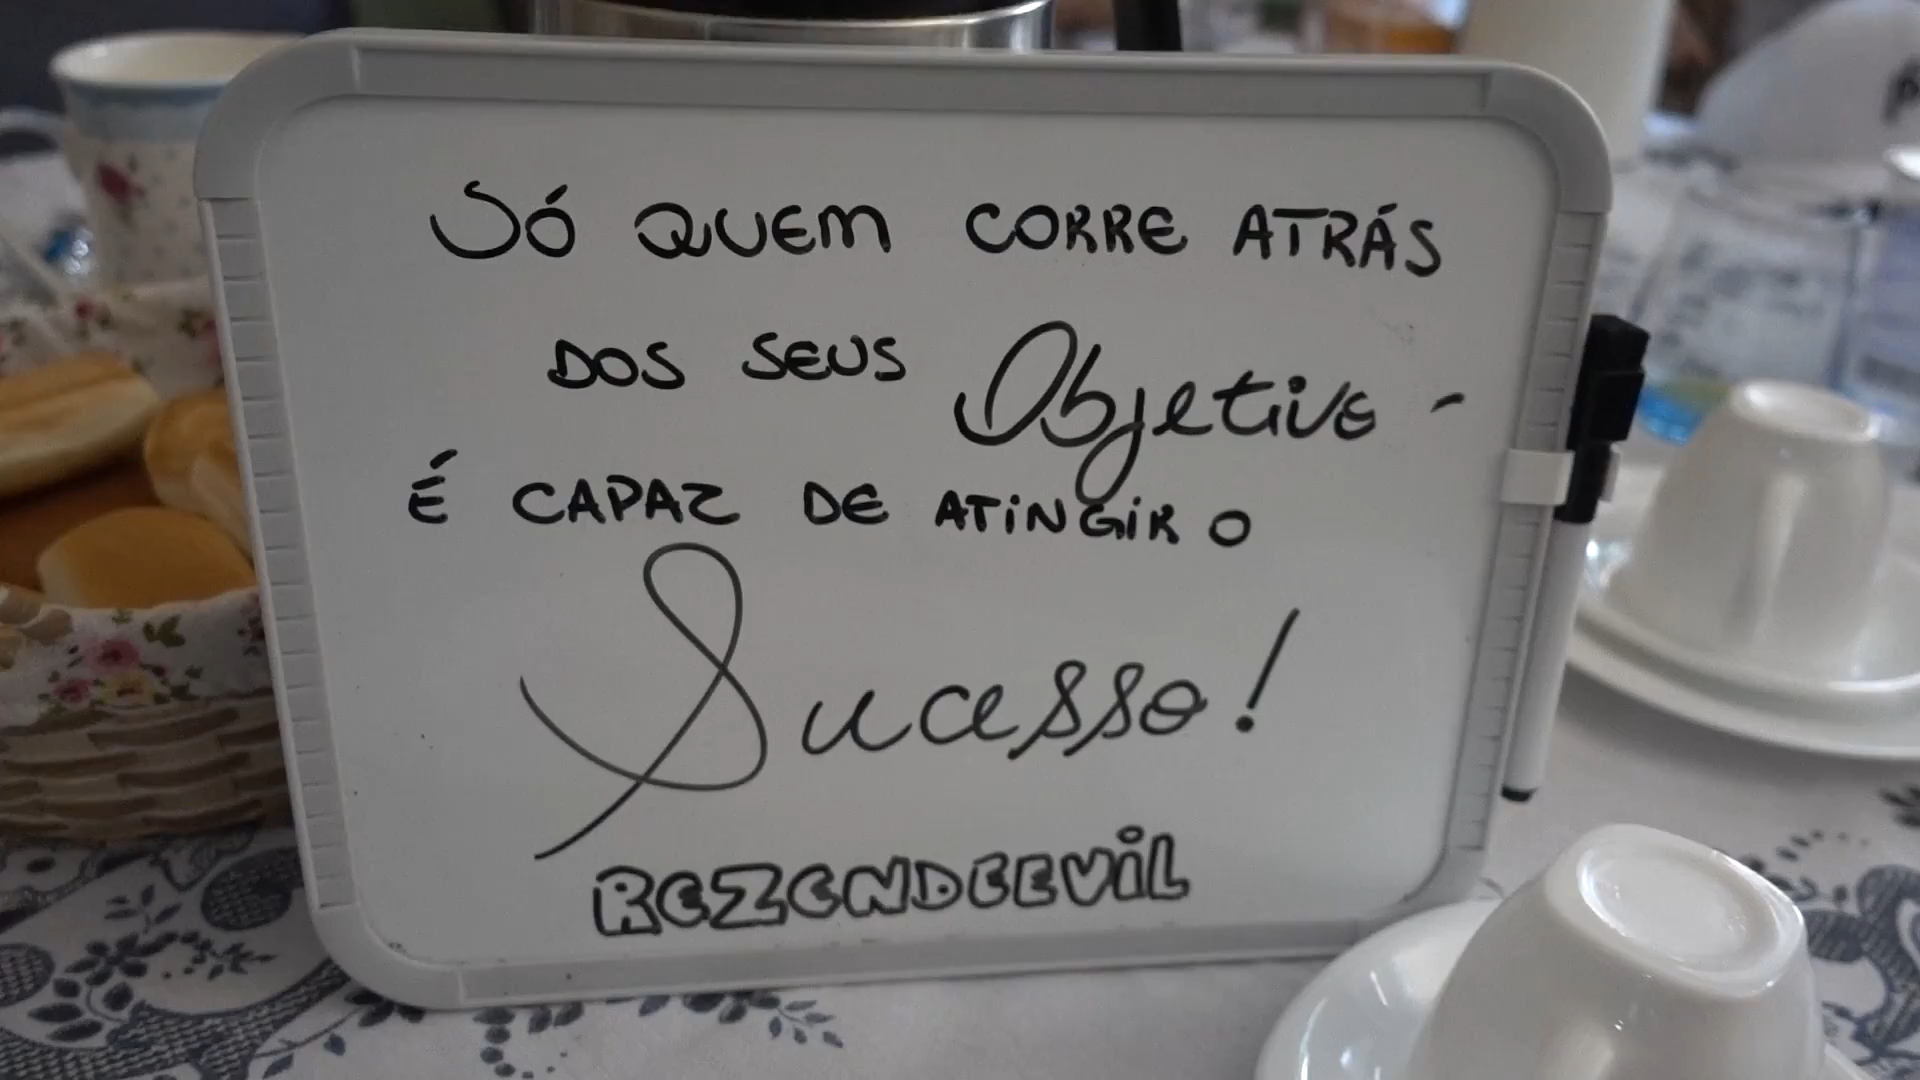 SÓ QUEM CORRE ATRÁS
DOS SEUS Objetivo -
É CAPAZ DE ATINGIR O
Sucesso!
REZENDEEVIL